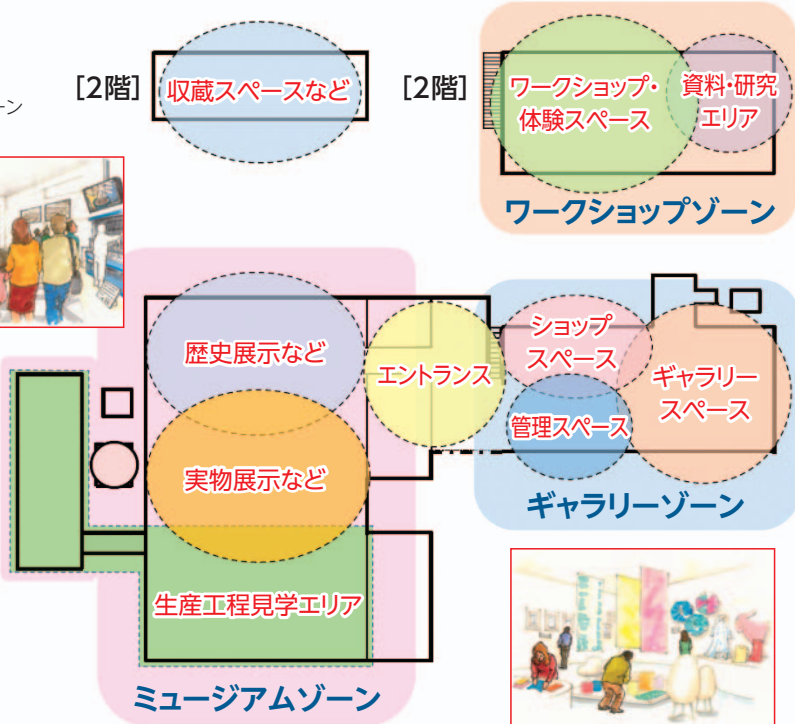 ーン
[2階]
収蔵スペースなど
[2階]
ワークショップ・
体験スペース
資料・研究
エリア
ワークショップゾーン
歴史展示など
エントランス
ショップ
スペース
ギャラリー
スペース
管理スペース
実物展示など
ギャラリーゾーン
生産工程見学エリア
ミュージアムゾーン